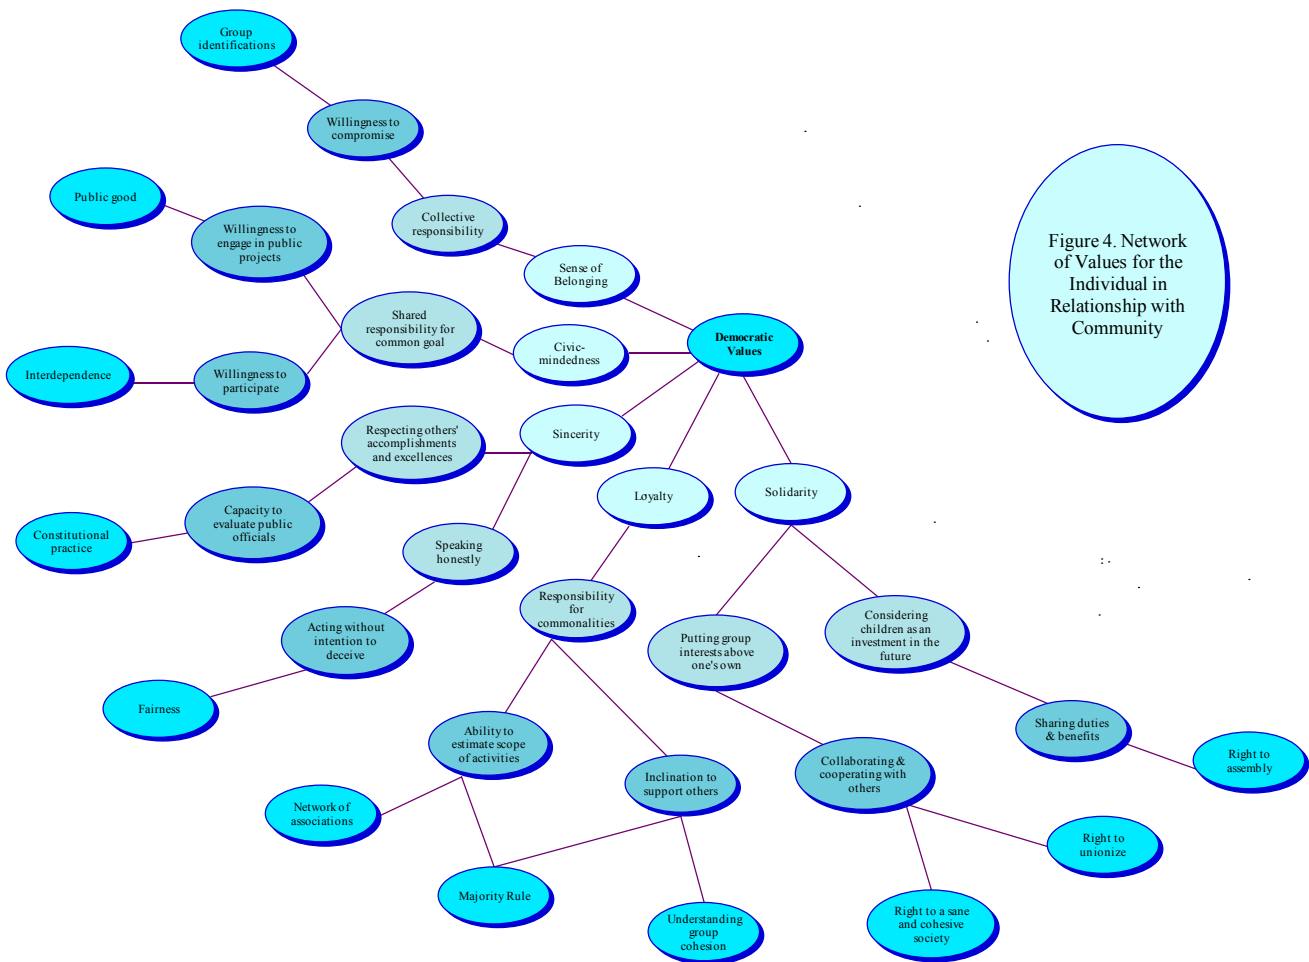 Group
identifications
Willingness to
compromise
Public good
Willingness to
engage in public
projects
Collective
responsibility
Sense of
Belonging
Figure 4. Network
of Values for the
Individual in
Relationship with
Community
Shared
responsibility for
common goal
Civic-
mindedness
Democratic
Values
Interdependence
Willingness to
participate
Respecting others'
accomplishments
and excellences
Sincerity
Loyalty
Solidarity
Capacity to
evaluate public
officials
Constitutional
practice
Speaking
honestly
Responsibility
for
commonalities
Acting without
intention to
deceive
Putting group
interests above
one's own
Considering
children as an
investment in the
future
Fairness
Ability to
estimate scope
of activities
Sharing duties
& benefits
Right to
assembly
Inclination to
support others
Collaborating &
cooperating with
others
Network of
associations
Right to
unionize
Majority Rule
Understanding
group
cohesion
Right to a sane
and cohesive
society